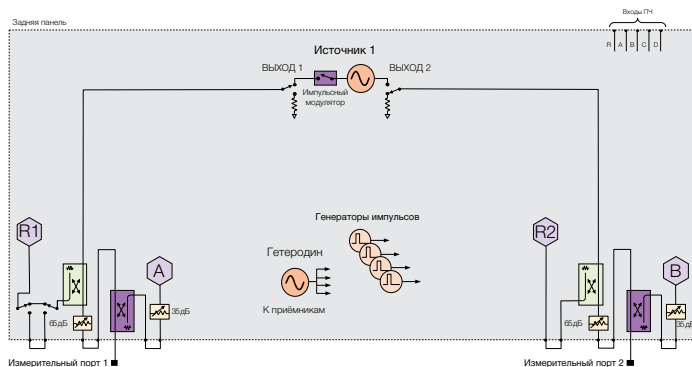 Входы ПЧ
Задняя панель
R A B C D
Источник 1
ВЫХОД 1
ВЫХОД 2
Импульсный
модулятор
R1
A
Генераторы импульсов
Гетеродин
К приёмникам
R2
B
65дБ
35дБ
65дБ
35дБ
Измерительный порт 1
Измерительный порт 2